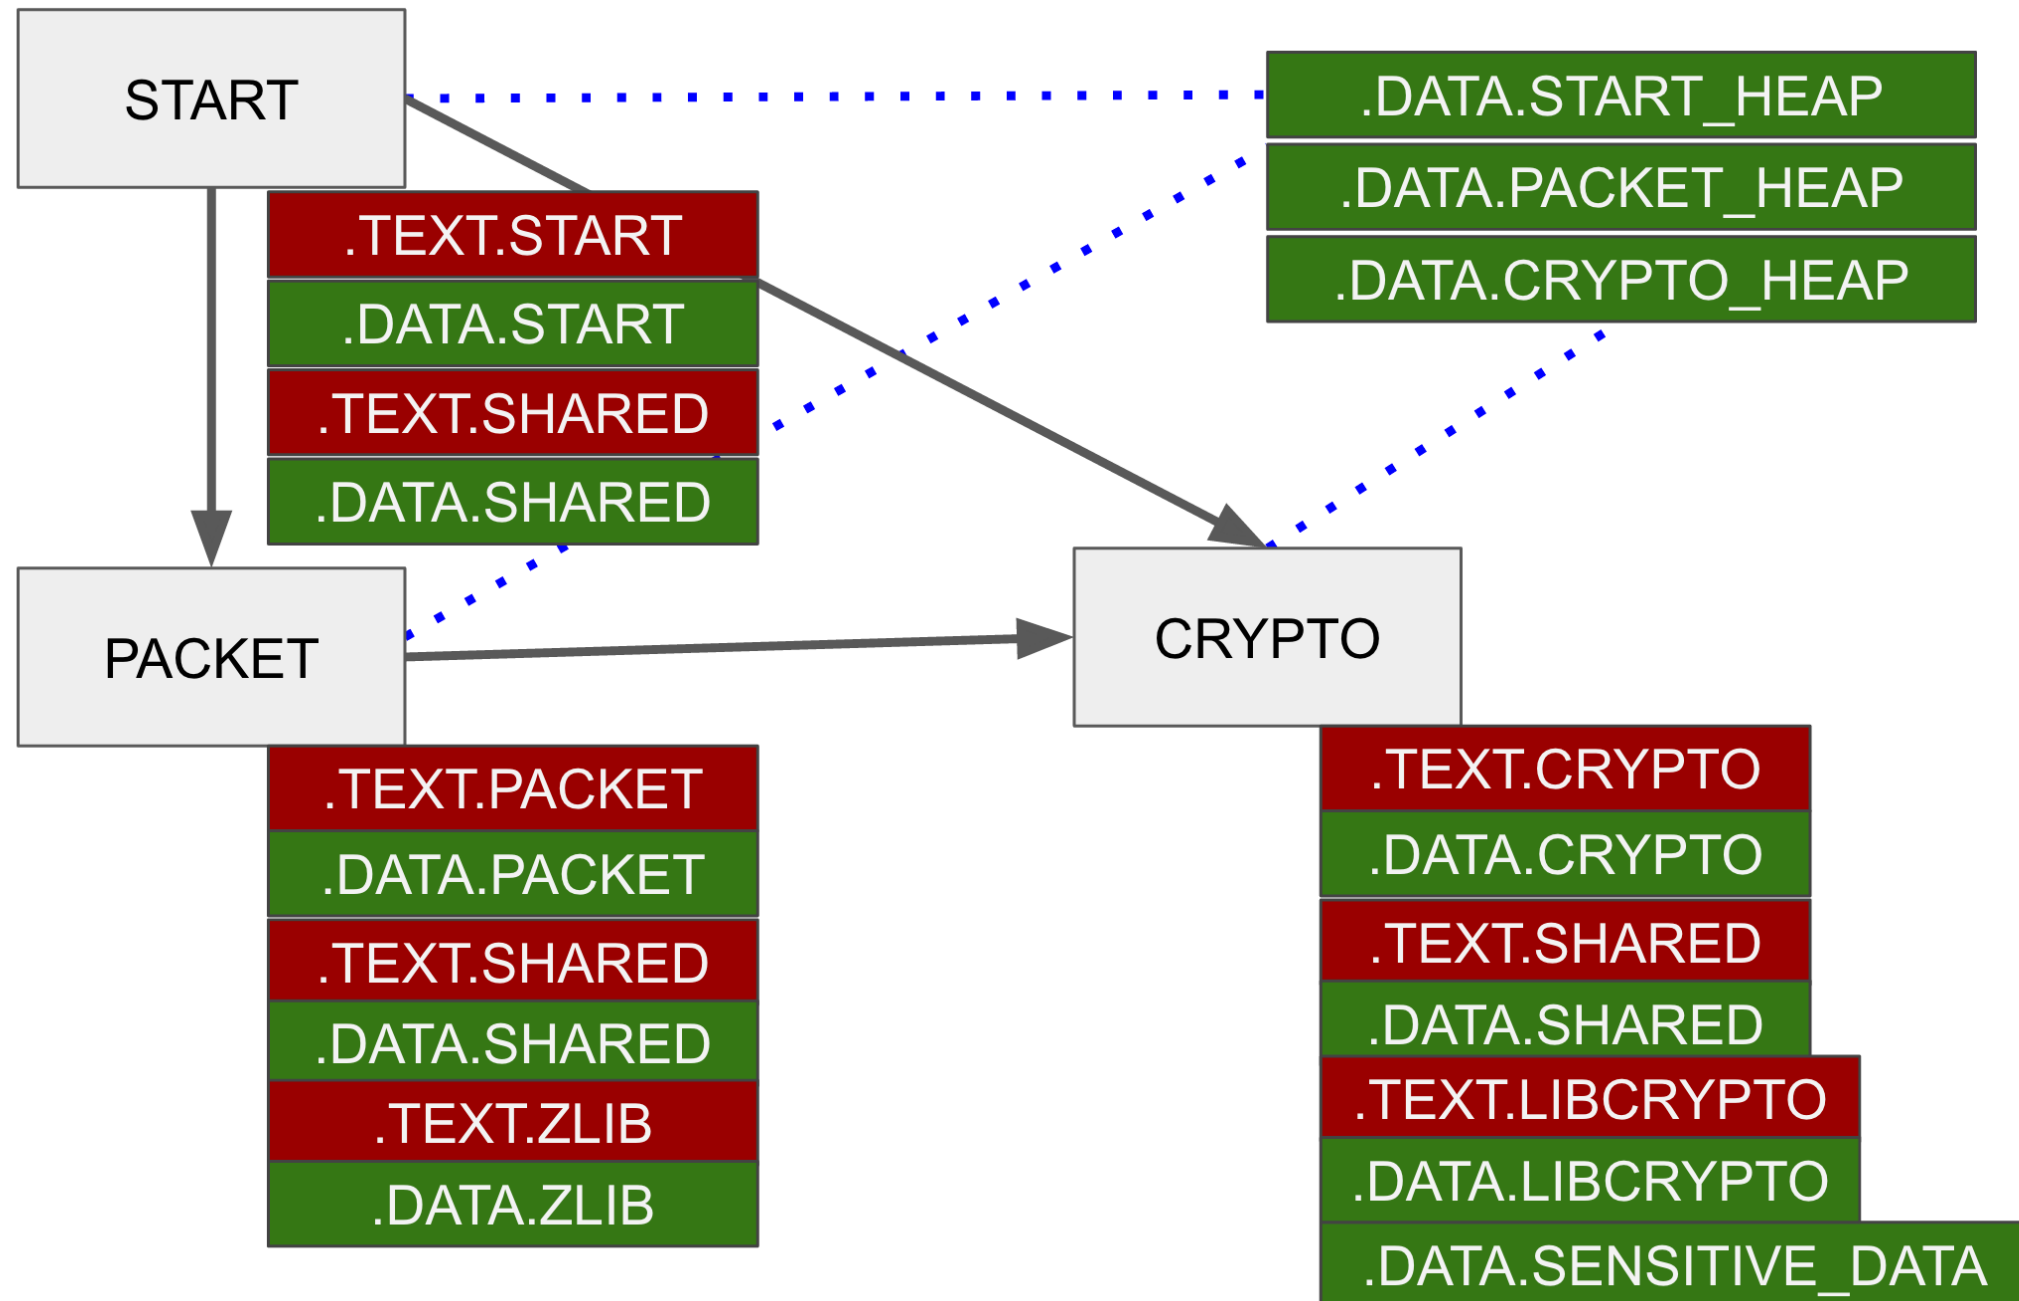 START
.DATA.START_HEAP
.DATA.PACKET_HEAP
.DATA.CRYPTO_HEAP
.TEXT.START
.DATA.START
.TEXT.SHARED
.DATA.SHARED
PACKET
CRYPTO
.TEXT.PACKET
.DATA.PACKET
.TEXT.SHARED
.DATA.SHARED
.TEXT.ZLIB
.DATA.ZLIB
.TEXT.CRYPTO
.DATA.CRYPTO
.TEXT.SHARED
.DATA.SHARED
.TEXT.LIBCRYPTO
.DATA.LIBCRYPTO
.DATA.SENSITIVE_DATA